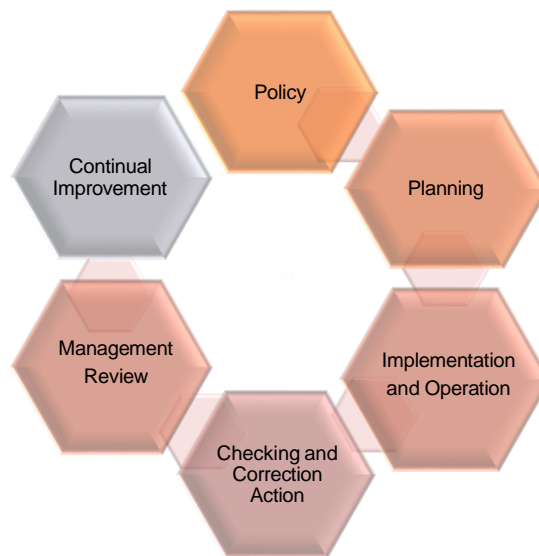 Policy
Planning
Implementation
and Operation
Checking and
Correction
Action
Management
Review
Continual
Improvement